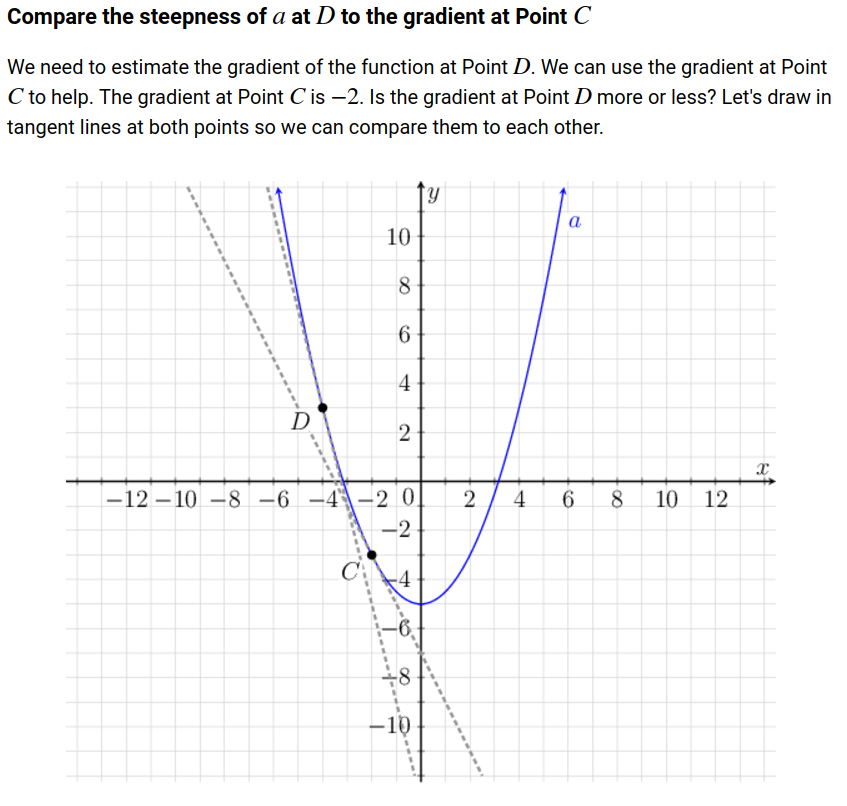 Compare the steepness of a at D to the gradient at Point C
We need to estimate the gradient of the function at Point D. We can use the gradient at Point
C to help. The gradient at Point C is −2. Is the gradient at Point D more or less? Let's draw in
tangent lines at both points so we can compare them to each other.
y
a
10
8
6
4
D
2
x
−12 −10 −8 −6 −4 −2 0 2 4 6 8 10 12
−2
C
−4
−6
−8
−10